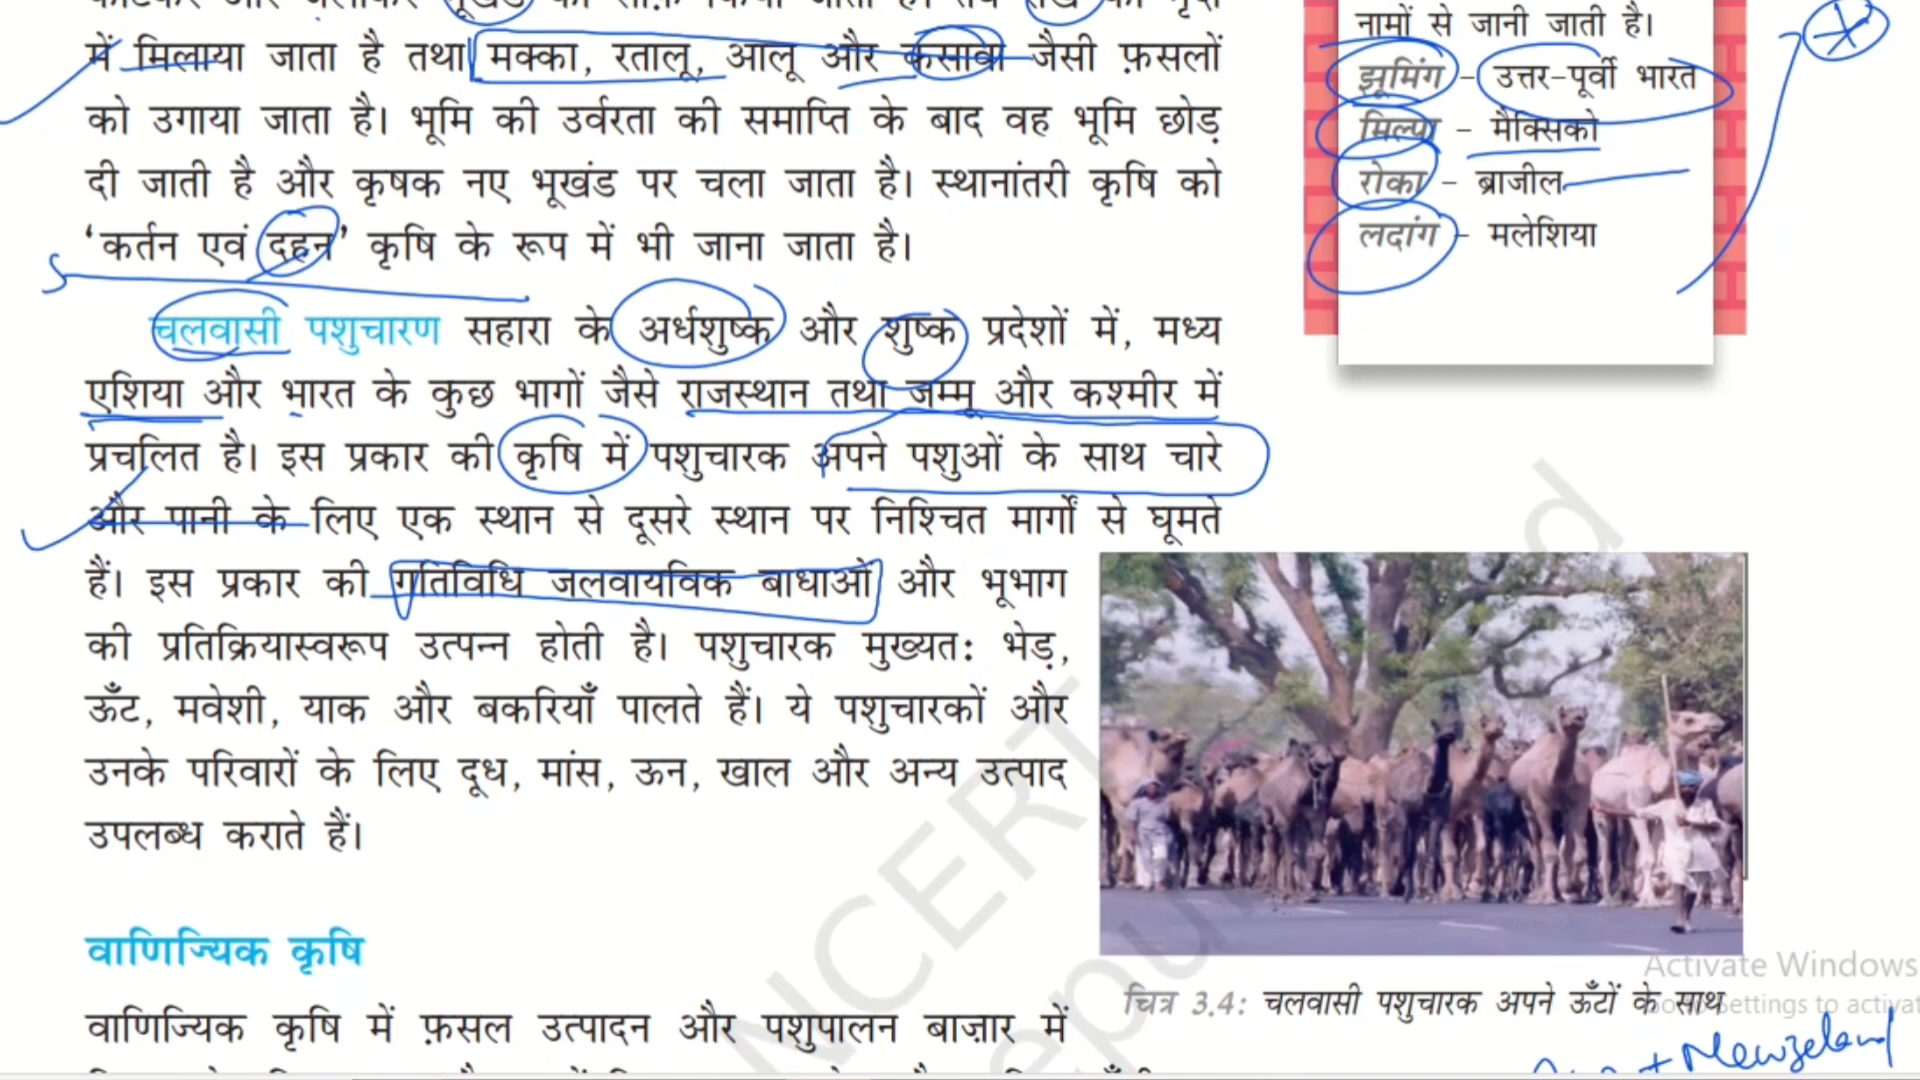 में मिलाया जाता है तथा मक्का, रतालू, आलू और कसावा जैसी फ़सलों
को उगाया जाता है। भूमि की उर्वरता की समाप्ति के बाद वह भूमि छोड़
दी जाती है और कृषक नए भूखंड पर चला जाता है। स्थानांतरी कृषि को
‘कर्तन एवं दहन’ कृषि के रूप में भी जाना जाता है।
चलवासी पशुचारण सहारा के अर्धशुष्क और शुष्क प्रदेशों में, मध्य
एशिया और भारत के कुछ भागों जैसे राजस्थान तथा जम्मू और कश्मीर में
प्रचलित है। इस प्रकार की कृषि में पशुचारक अपने पशुओं के साथ चारे
और पानी के लिए एक स्थान से दूसरे स्थान पर निश्चित मार्गों से घूमते
हैं। इस प्रकार की गतिविधि जलवायविक बाधाओं और भूभाग
की प्रतिक्रियास्वरूप उत्पन्न होती है। पशुचारक मुख्यत: भेड़,
ऊँट, मवेशी, याक और बकरियाँ पालते हैं। ये पशुचारकों और
उनके परिवारों के लिए दूध, मांस, ऊन, खाल और अन्य उत्पाद
उपलब्ध कराते हैं।
वाणिज्यिक कृषि
वाणिज्यिक कृषि में फ़सल उत्पादन और पशुपालन बाज़ार में
नामों से जानी जाती है।
झूमिंग – उत्तर-पूर्वी भारत
मिल्पा – मैक्सिको
रोका – ब्राजील
लदांग – मलेशिया
चित्र 3.4: चलवासी पशुचारक अपने ऊँटों के साथ
Activate Windows
Settings to activat
Newzeland
NCERT